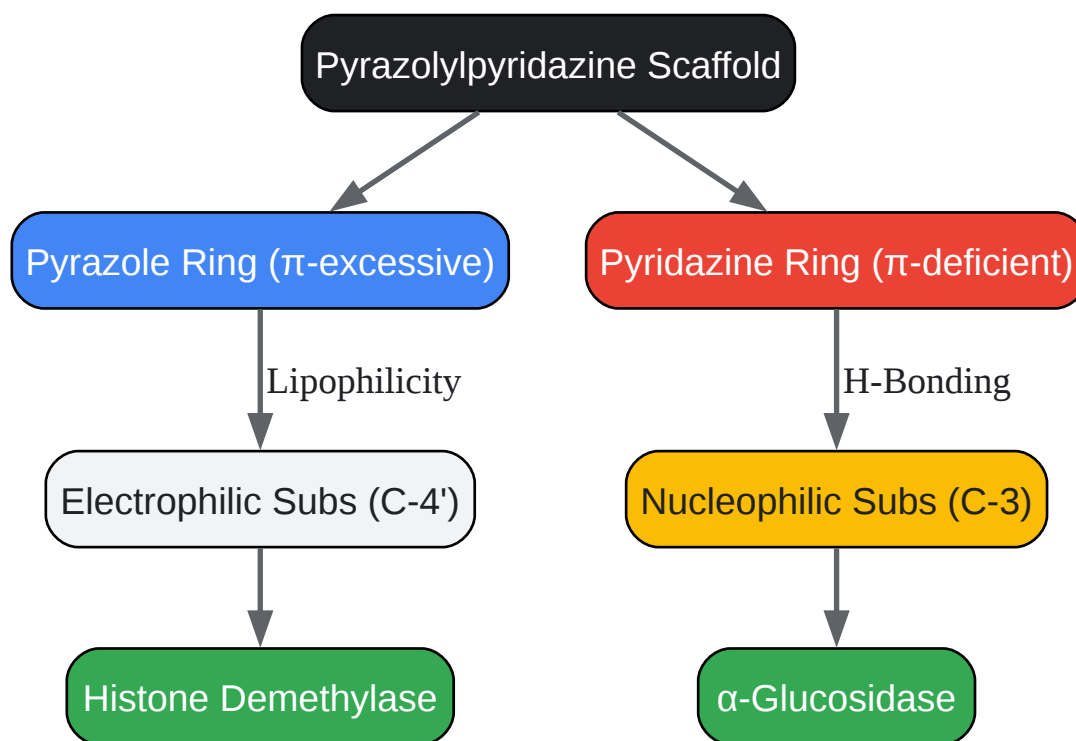 Pyrazolylpyridazine Scaffold
Pyrazole Ring (π-excessive)
Pyridazine Ring (π-deficient)
Lipophilicity
H-Bonding
Electrophilic Subs (C-4')
Nucleophilic Subs (C-3)
Histone Demethylase
α-Glucosidase